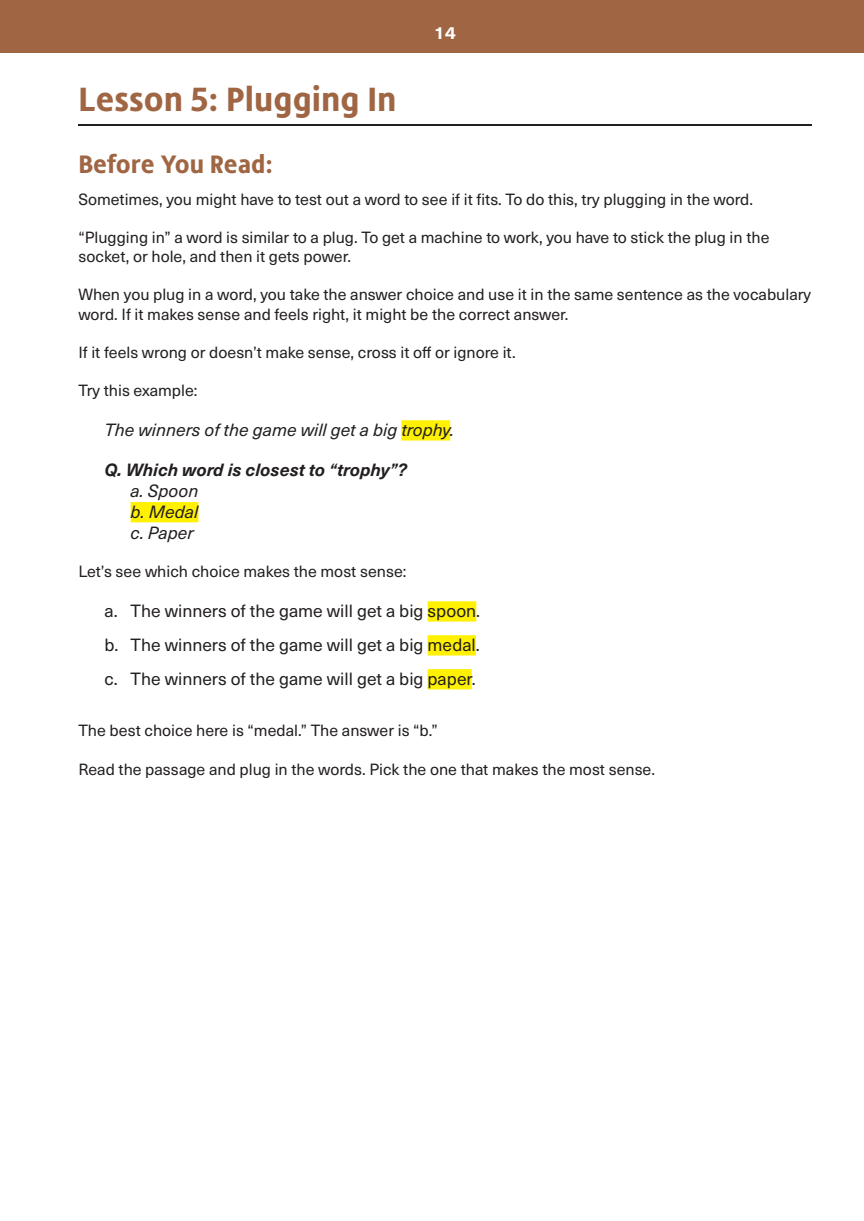 14
Lesson 5: Plugging In
Before You Read:
Sometimes, you might have to test out a word to see if it fits. To do this, try plugging in the word.
“Plugging in” a word is similar to a plug. To get a machine to work, you have to stick the plug in the
socket, or hole, and then it gets power.
When you plug in a word, you take the answer choice and use it in the same sentence as the vocabulary
word. If it makes sense and feels right, it might be the correct answer.
If it feels wrong or doesn’t make sense, cross it off or ignore it.
Try this example:
The winners of the game will get a big trophy.
Q. Which word is closest to “trophy”?
a. Spoon
b. Medal
c. Paper
Let’s see which choice makes the most sense:
a. The winners of the game will get a big spoon.
b. The winners of the game will get a big medal.
c. The winners of the game will get a big paper.
The best choice here is “medal.” The answer is “b.”
Read the passage and plug in the words. Pick the one that makes the most sense.